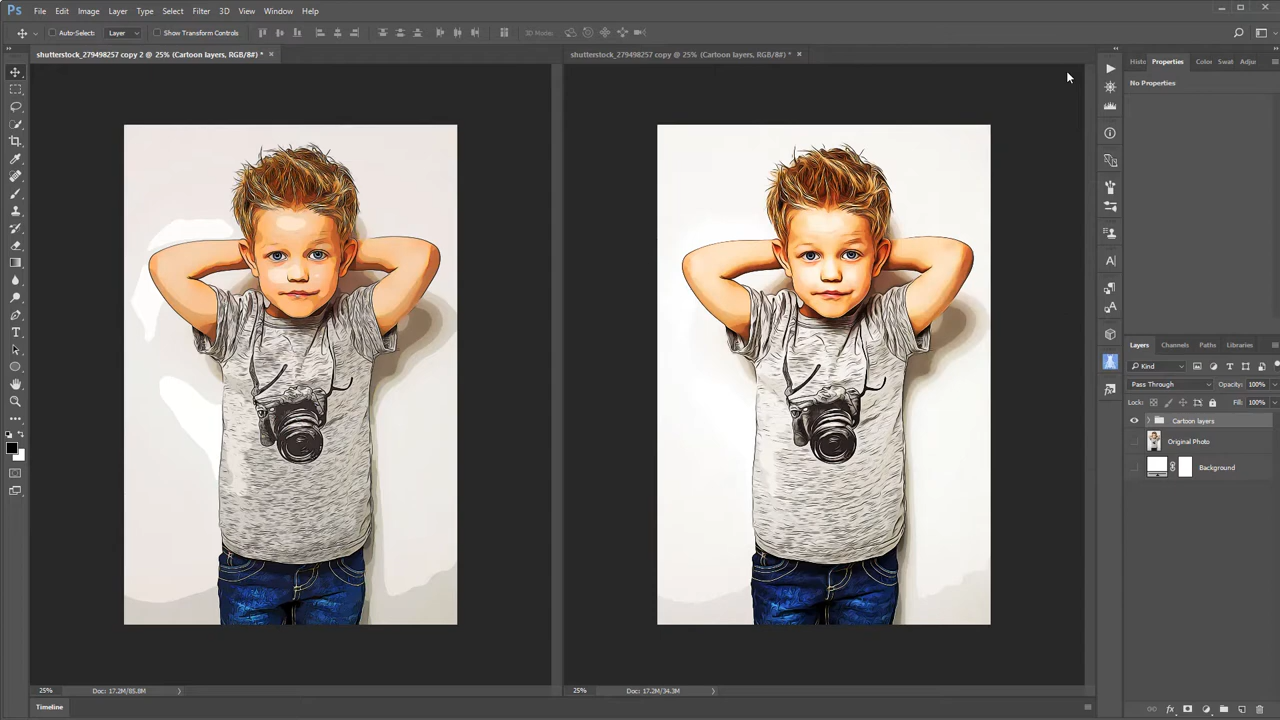 Ps File Edit Image Layer Type Select Filter 3D View Window Help
Auto-Select: Layer Show Transform Controls 3D Mode:
shutterstock_279498257 copy 2 @ 25% (Cartoon layers, RGB/8#) * ×
shutterstock_279498257 copy @ 25% (Cartoon layers, RGB/8#) * ×
Histo Properties Color Swat Adjus
No Properties
Layers Channels Paths Libraries
Kind
Pass Through Opacity: 100%
Lock: Fill: 100%
Cartoon layers
Original Photo
Background
25% Doc: 17.2M/85.8M
25% Doc: 17.2M/34.3M
Timeline